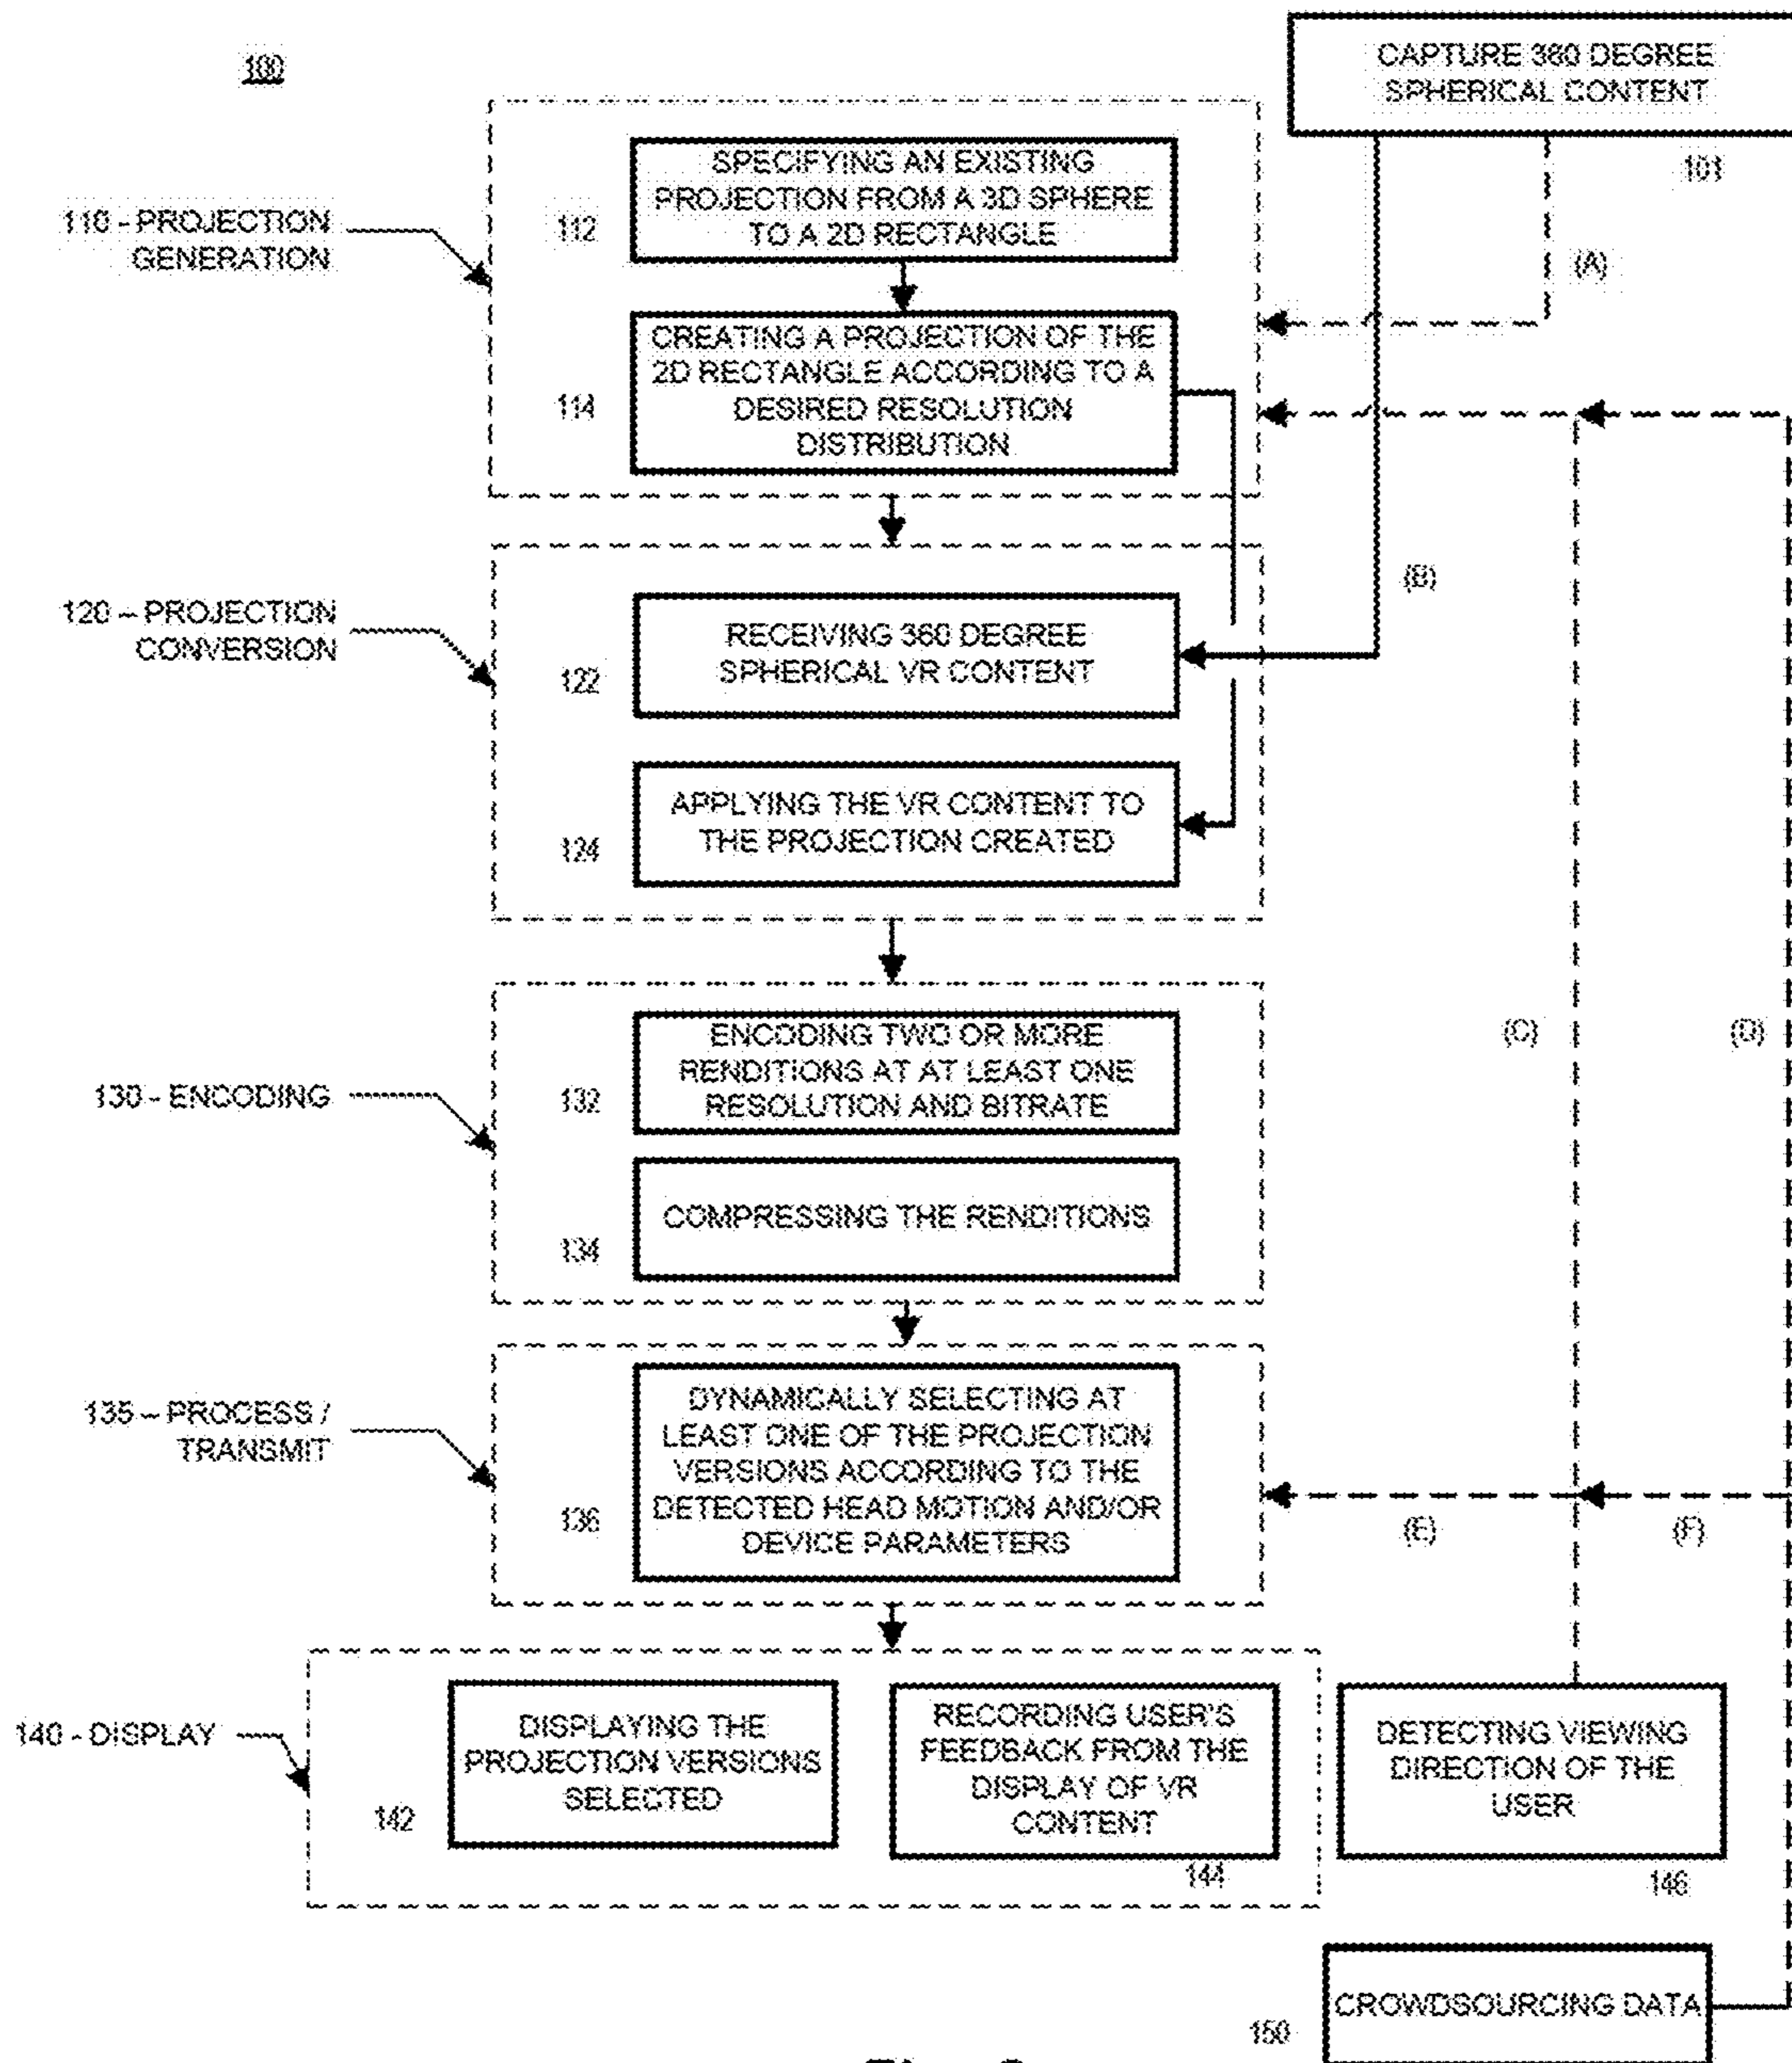 100
CAPTURE 360 DEGREE
SPHERICAL CONTENT
101
110 - PROJECTION
GENERATION
SPECIFYING AN EXISTING
PROJECTION FROM A 3D SPHERE
TO A 2D RECTANGLE
112
(A)
CREATING A PROJECTION OF THE
2D RECTANGLE ACCORDING TO A
DESIRED RESOLUTION
DISTRIBUTION
114
(B)
120 – PROJECTION
CONVERSION
RECEIVING 360 DEGREE
SPHERICAL VR CONTENT
122
APPLYING THE VR CONTENT TO
THE PROJECTION CREATED
124
(C)
(D)
130 - ENCODING
ENCODING TWO OR MORE
RENDITIONS AT AT LEAST ONE
RESOLUTION AND BITRATE
132
COMPRESSING THE RENDITIONS
134
135 – PROCESS /
TRANSMIT
DYNAMICALLY SELECTING AT
LEAST ONE OF THE PROJECTION
VERSIONS ACCORDING TO THE
DETECTED HEAD MOTION AND/OR
DEVICE PARAMETERS
136
(E)
(F)
140 - DISPLAY
DISPLAYING THE
PROJECTION VERSIONS
SELECTED
142
RECORDING USER'S
FEEDBACK FROM THE
DISPLAY OF VR
CONTENT
144
DETECTING VIEWING
DIRECTION OF THE
USER
146
CROWDSOURCING DATA
150